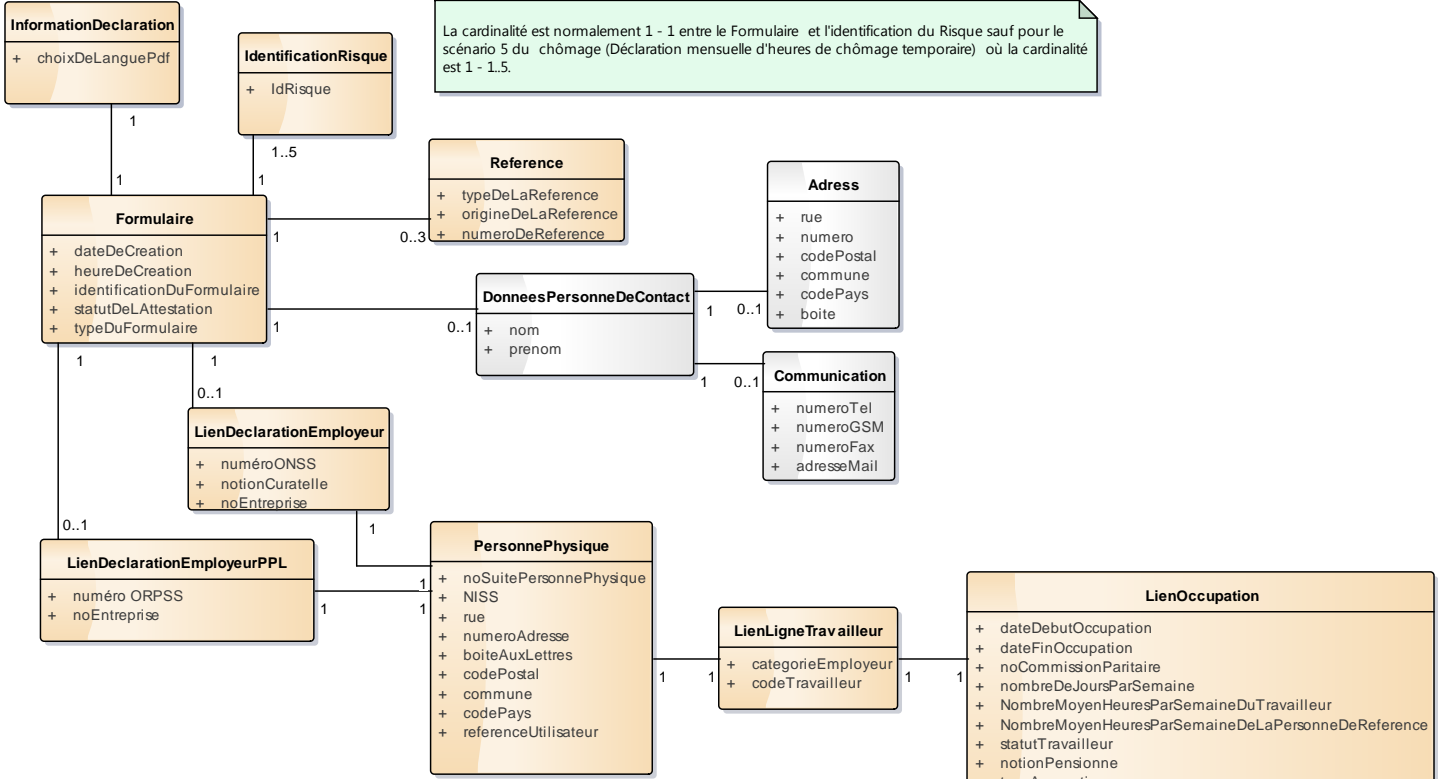 InformationDeclaration
+ choixDeLanguePdf
1
1
IdentificationRisque
+ IdRisque
1..5
1
La cardinalité est normalement 1 - 1 entre le Formulaire et l'identification du Risque sauf pour le
scénario 5 du chômage (Déclaration mensuelle d'heures de chômage temporaire) où la cardinalité
est 1 - 1..5.
Reference
+ typeDeLaReference
+ origineDeLaReference
+ numeroDeReference
1
0..3
Formulaire
+ dateDeCreation
+ heureDeCreation
+ identificationDuFormulaire
+ statutDeLAttestation
+ typeDuFormulaire
1
0..1
DonneesPersonneDeContact
+ nom
+ prenom
1
0..1
Adress
+ rue
+ numero
+ codePostal
+ commune
+ codePays
+ boite
1
0..1
Communication
+ numeroTel
+ numeroGSM
+ numeroFax
+ adresseMail
1
1
0..1
LienDeclarationEmployeur
+ numéroONSS
+ notionCuratelle
+ noEntreprise
1
1
0..1
LienDeclarationEmployeurPPL
+ numéro ORPSS
+ noEntreprise
1
1
PersonnePhysique
+ noSuitePersonnePhysique
+ NISS
+ rue
+ numeroAdresse
+ boiteAuxLettres
+ codePostal
+ commune
+ codePays
+ referenceUtilisateur
1
1
LienLigneTravailleur
+ categorieEmployeur
+ codeTravailleur
1
1
LienOccupation
+ dateDebutOccupation
+ dateFinOccupation
+ noCommissionParitaire
+ nombreDeJoursParSemaine
+ NombreMoyenHeuresParSemaineDuTravailleur
+ NombreMoyenHeuresParSemaineDeLaPersonneDeReference
+ statutTravailleur
+ notionPensionne